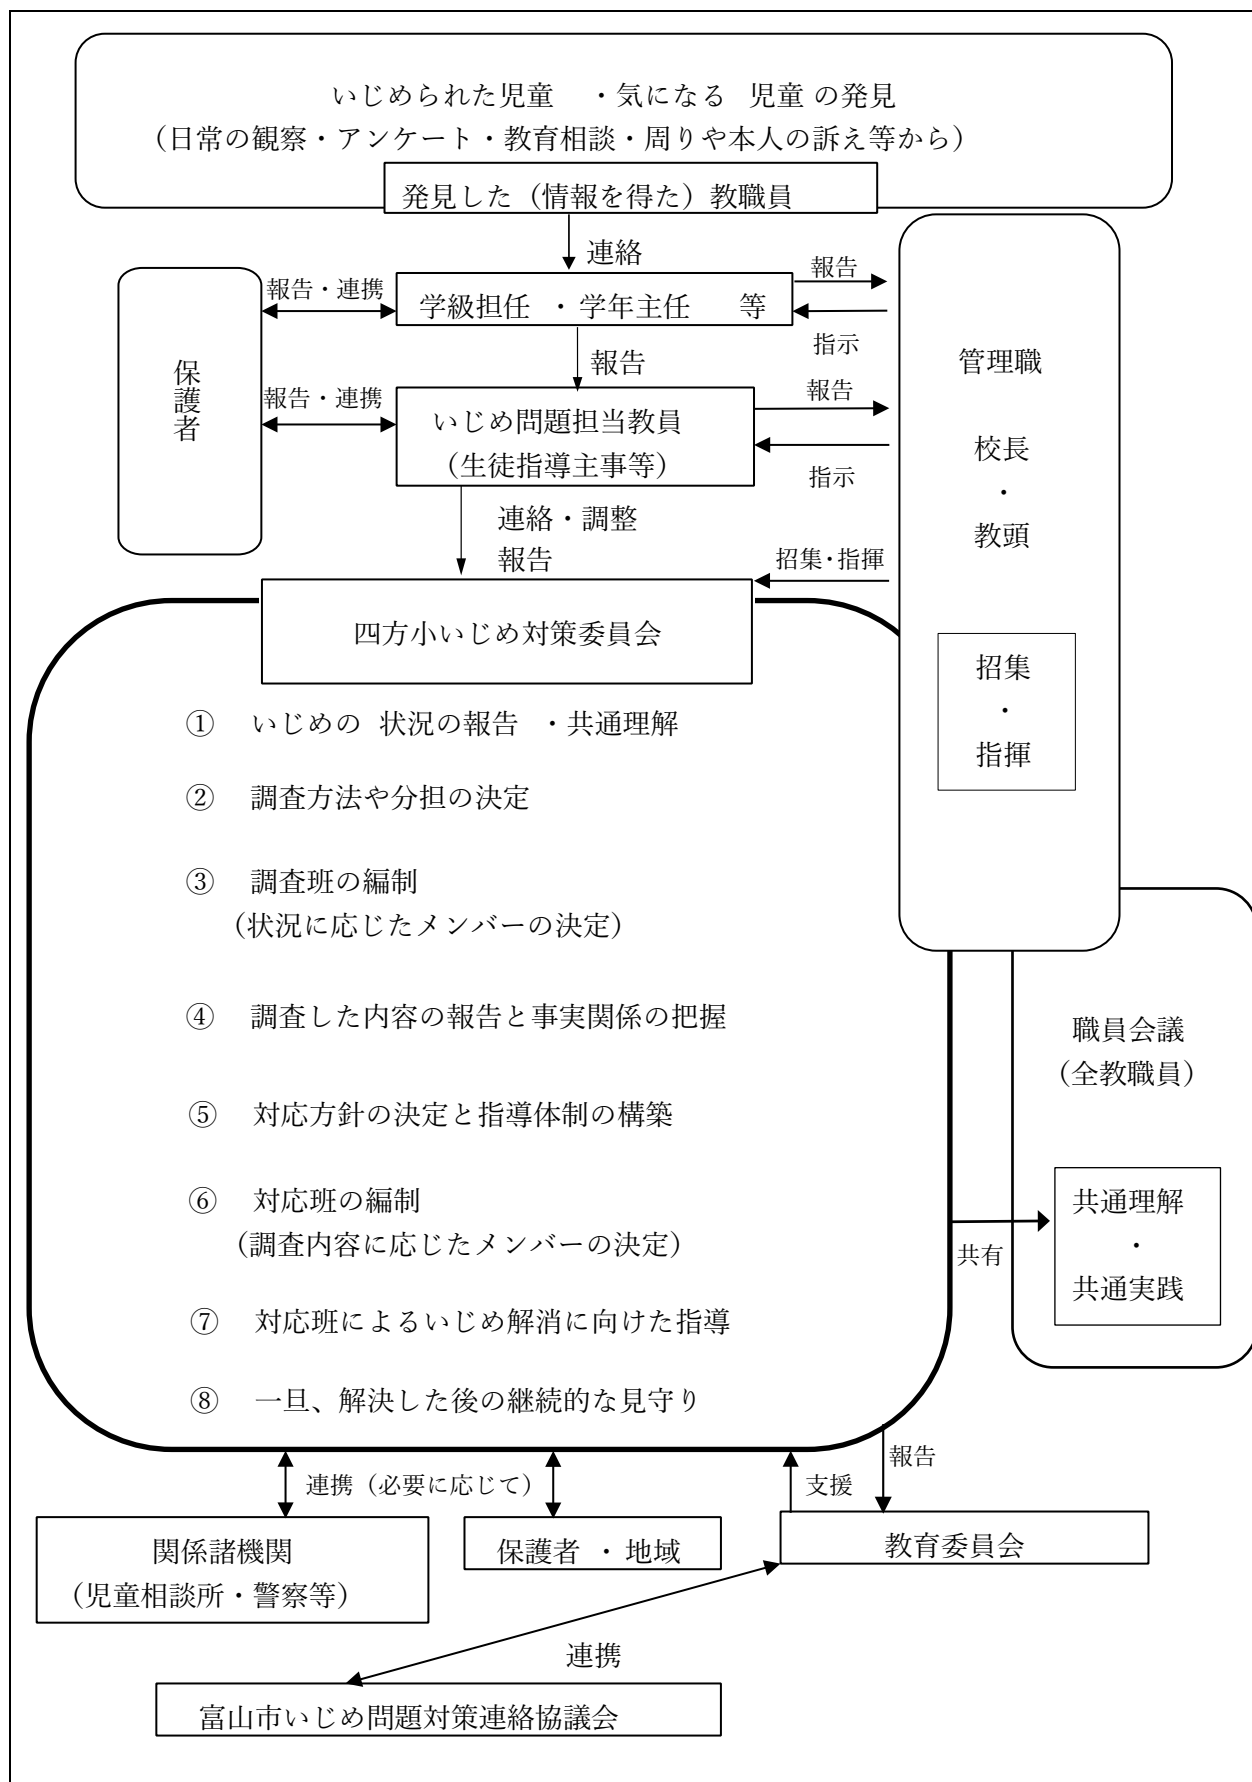 いじめられた児童 ・気になる 児童 の発見
（日常の観察・アンケート・教育相談・周りや本人の訴え等から）
発見した（情報を得た）教職員
連絡
報告・連携
学級担任 ・ 学年主任 等
報告
指示
報告
保護者
報告・連携
いじめ問題担当教員
（生徒指導主事等）
報告
指示
連絡・調整
報告
招集・指揮
管理職
校長
・
教頭
招集
・
指揮
四方小いじめ対策委員会
① いじめの 状況の報告 ・共通理解
② 調査方法や分担の決定
③ 調査班の編制
（状況に応じたメンバーの決定）
④ 調査した内容の報告と事実関係の把握
⑤ 対応方針の決定と指導体制の構築
⑥ 対応班の編制
（調査内容に応じたメンバーの決定）
⑦ 対応班によるいじめ解消に向けた指導
⑧ 一旦、解決した後の継続的な見守り
職員会議
（全教職員）
共有
共通理解
・
共通実践
連携（必要に応じて）
支援
報告
関係諸機関
（児童相談所・警察等）
保護者 ・ 地域
教育委員会
連携
富山市いじめ問題対策連絡協議会